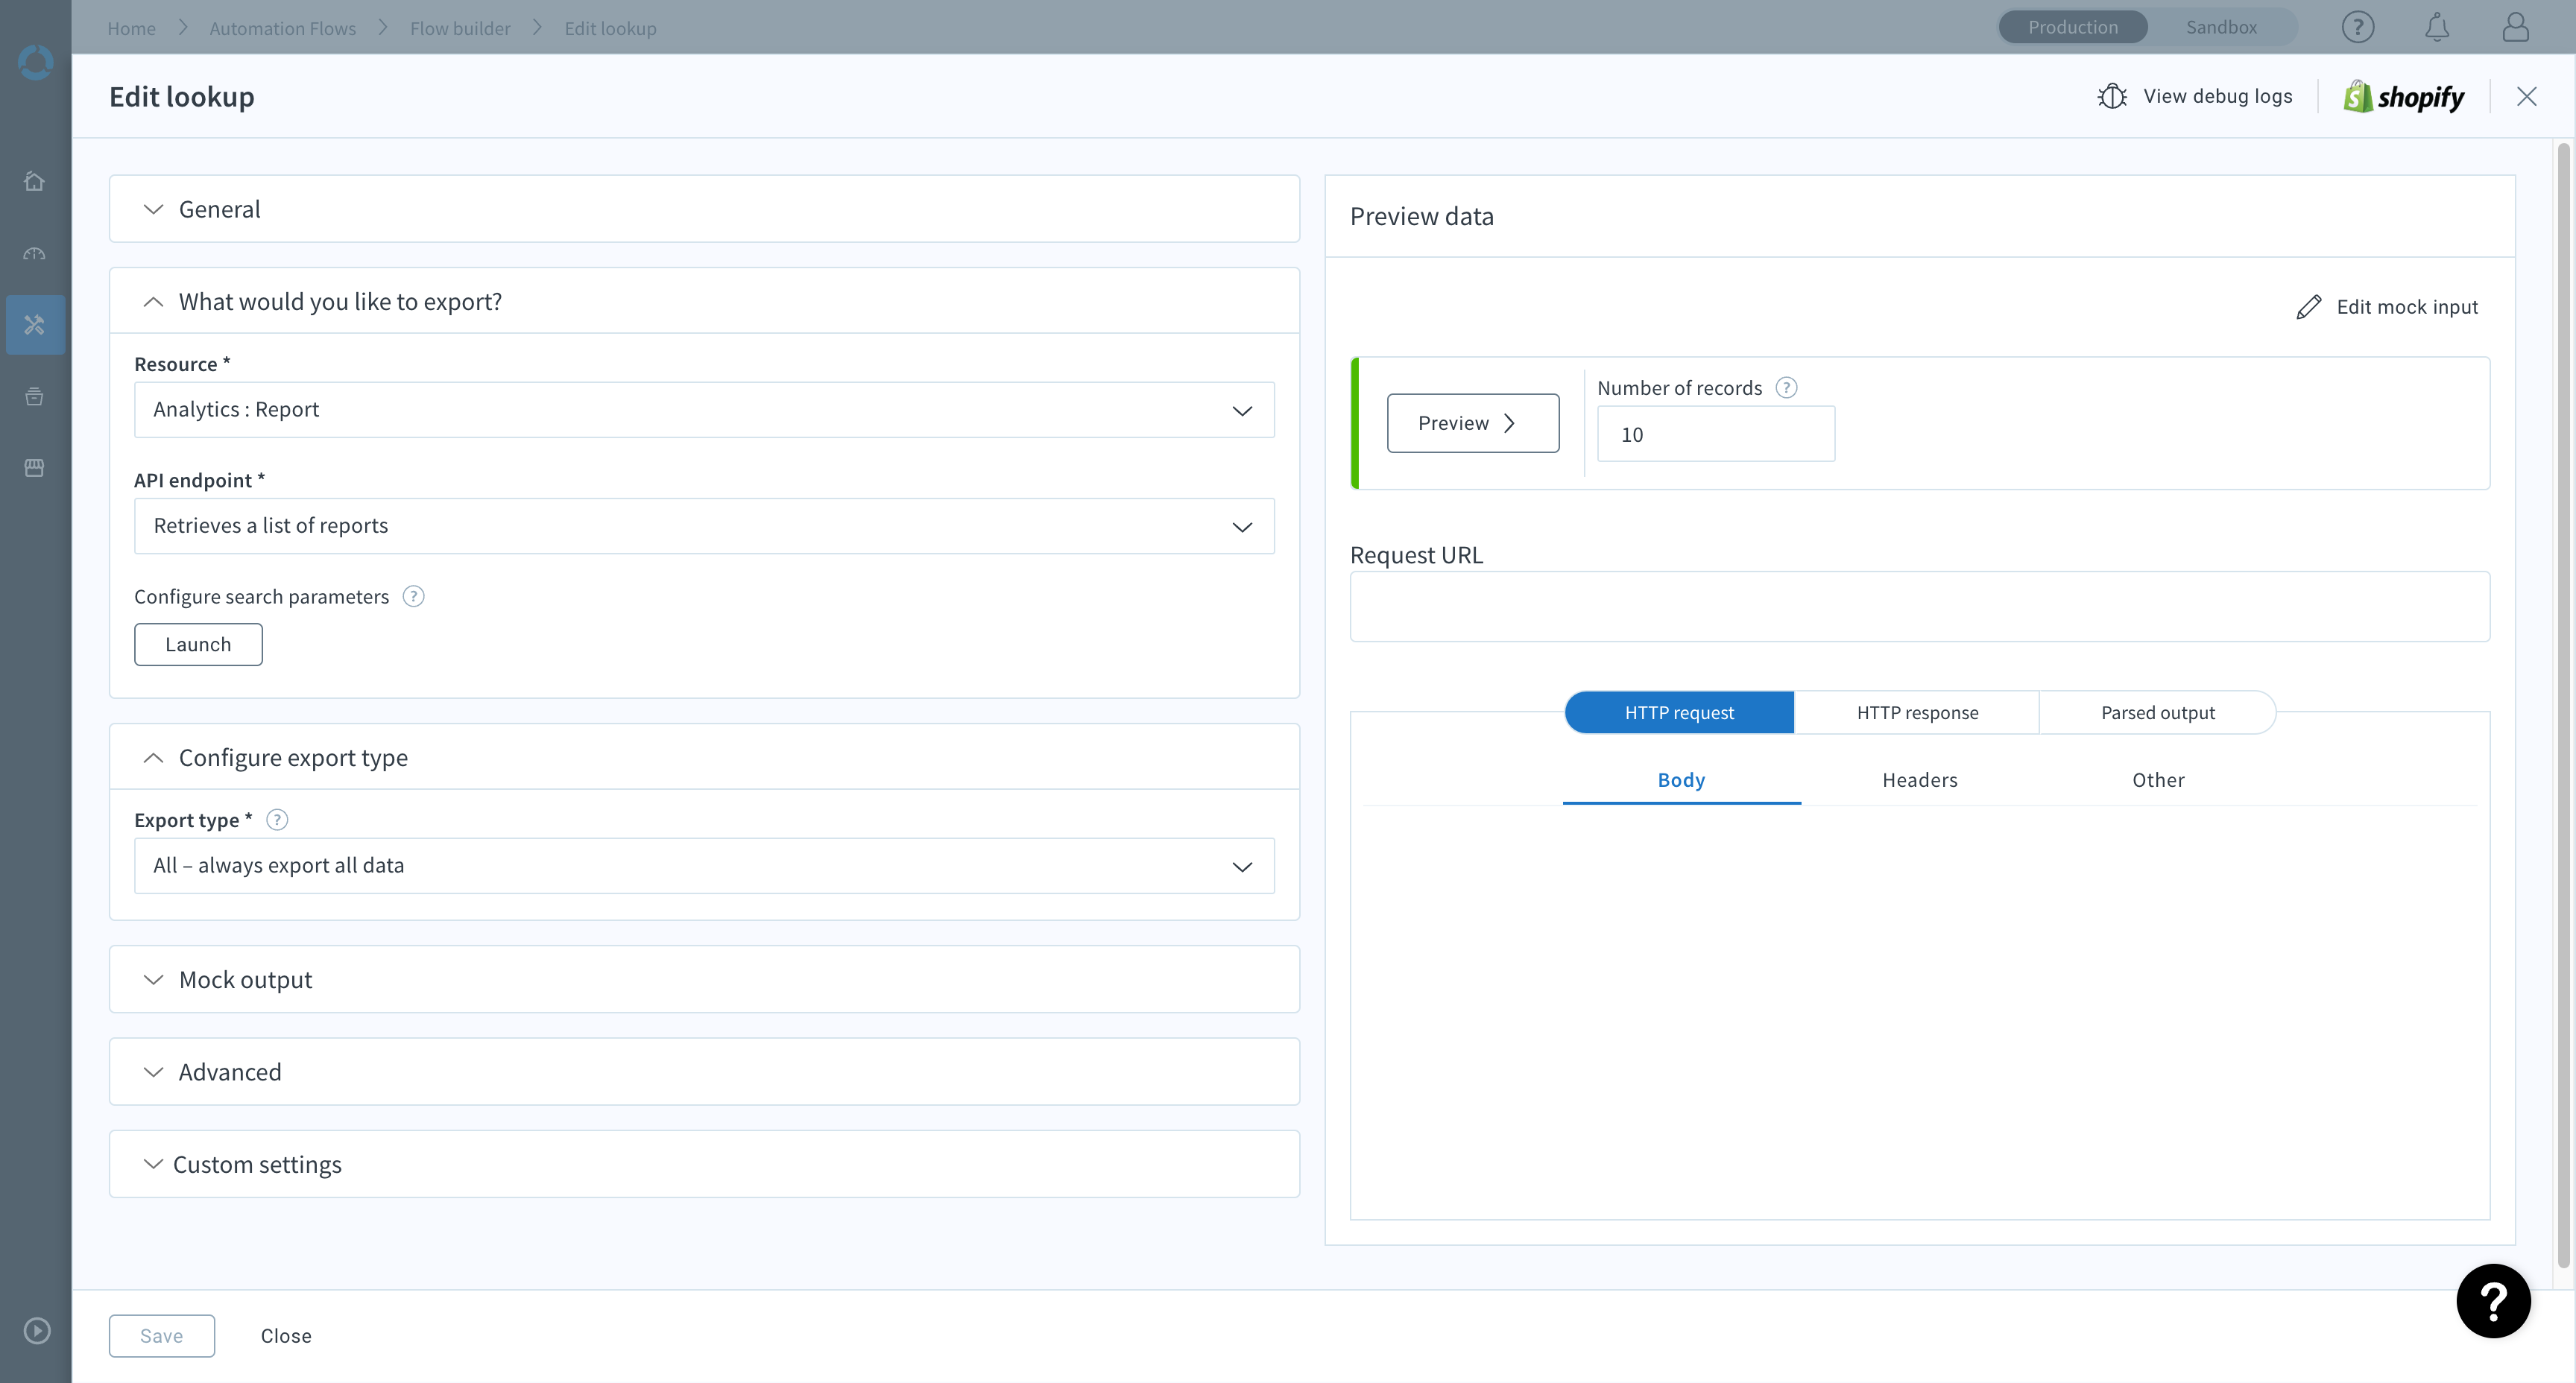 Home
Automation Flows
Flow builder
Edit lookup
Production
Sandbox
?
Edit lookup
View debug logs
shopify
General
What would you like to export?
Resource *
Analytics : Report
API endpoint *
Retrieves a list of reports
Configure search parameters ?
Launch
Configure export type
Export type * ?
All – always export all data
Mock output
Advanced
Custom settings
Preview data
Edit mock input
Preview
Number of records ?
10
Request URL
HTTP request
HTTP response
Parsed output
Body
Headers
Other
Save
Close
?